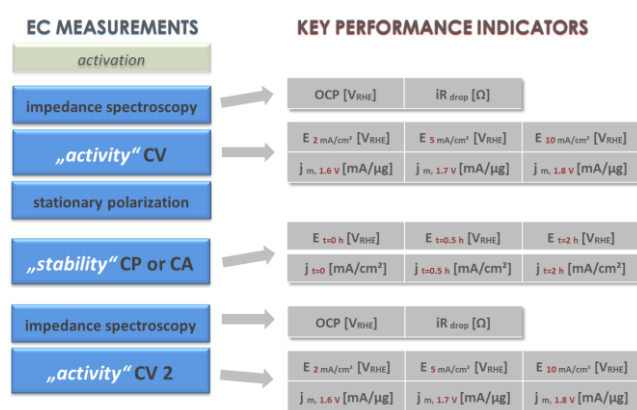 EC MEASUREMENTS
KEY PERFORMANCE INDICATORS
activation
impedance spectroscopy
OCP [VRHE] iR drop [Ω]
„activity“ CV
E 2 mA/cm² [VRHE] E 5 mA/cm² [VRHE] E 10 mA/cm² [VRHE]
j m, 1.6 V [mA/µg] j m, 1.7 V [mA/µg] j m, 1.8 V [mA/µg]
stationary polarization
„stability“ CP or CA
E t=0 h [VRHE] E t=0.5 h [VRHE] E t=2 h [VRHE]
j t=0 [mA/cm²] j t=0.5 h [mA/cm²] j t=2 h [mA/cm²]
impedance spectroscopy
OCP [VRHE] iR drop [Ω]
„activity“ CV 2
E 2 mA/cm² [VRHE] E 5 mA/cm² [VRHE] E 10 mA/cm² [VRHE]
j m, 1.6 V [mA/µg] j m, 1.7 V [mA/µg] j m, 1.8 V [mA/µg]